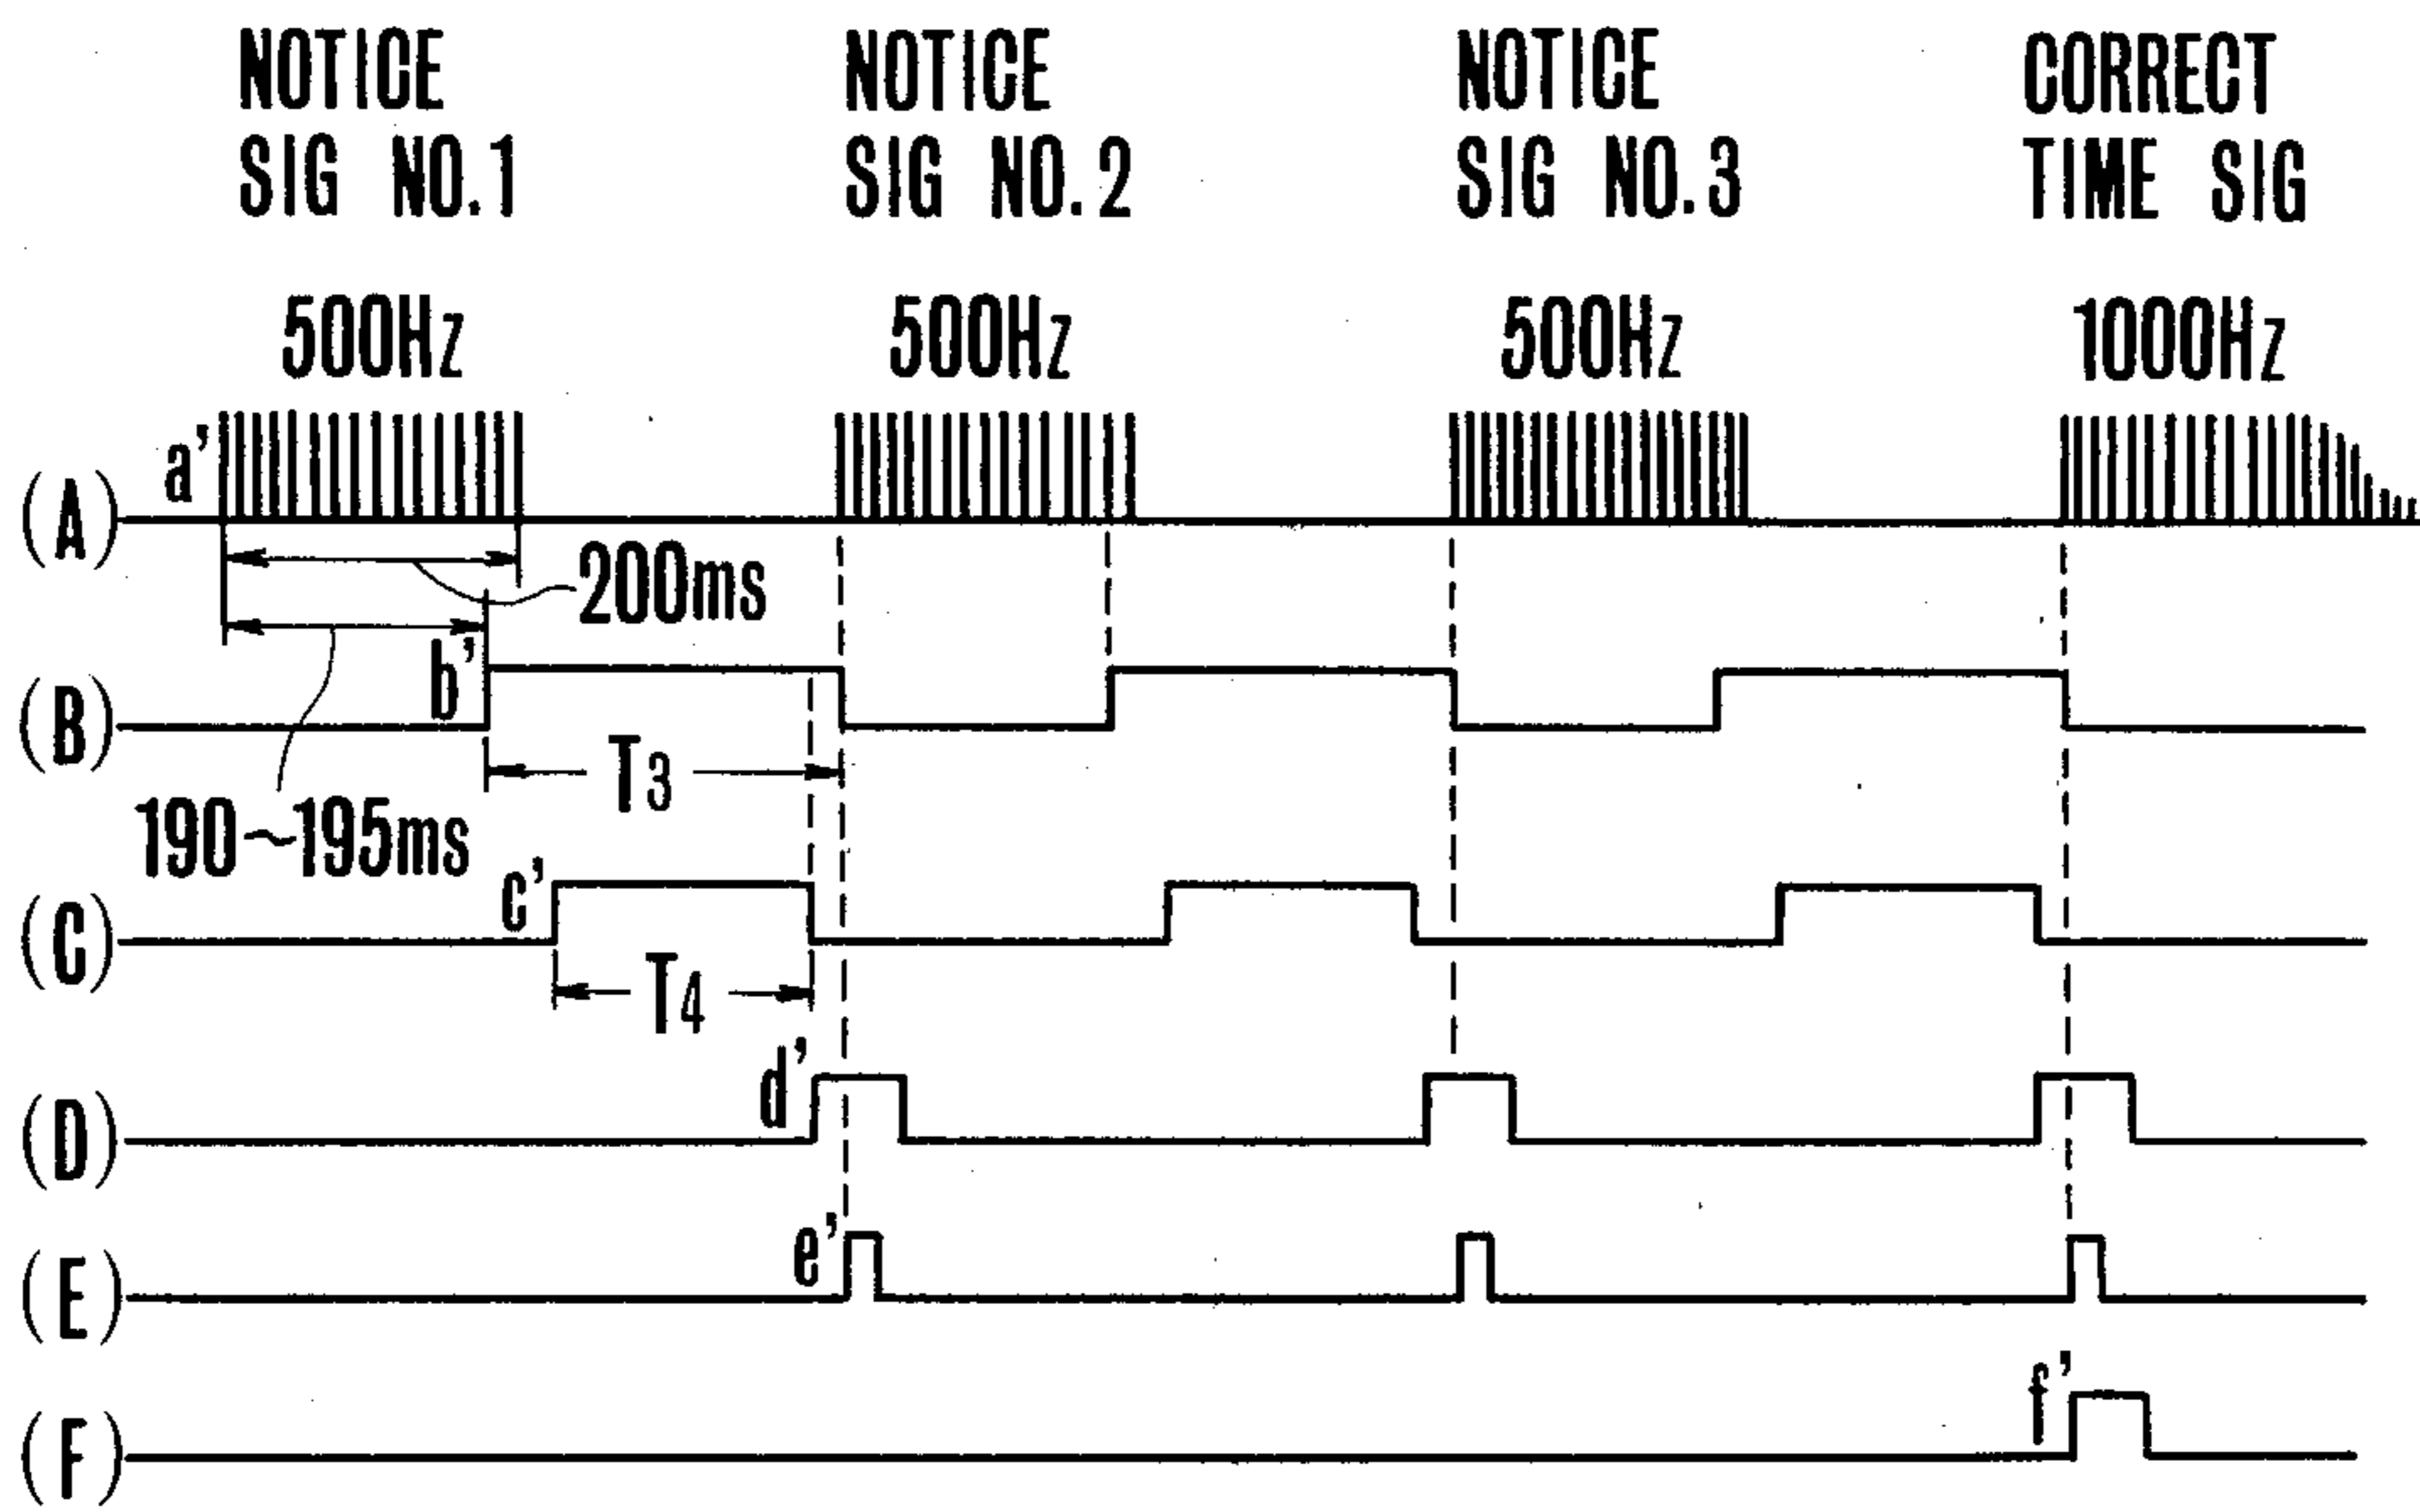 NOTICE
SIG NO.1
NOTICE
SIG NO.2
NOTICE
SIG NO.3
CORRECT
TIME SIG
500Hz
500Hz
500Hz
1000Hz
(A)
a'
200ms
(B)
b'
T3
190~195ms
(C)
c'
T4
(D)
d'
(E)
e'
(F)
f'